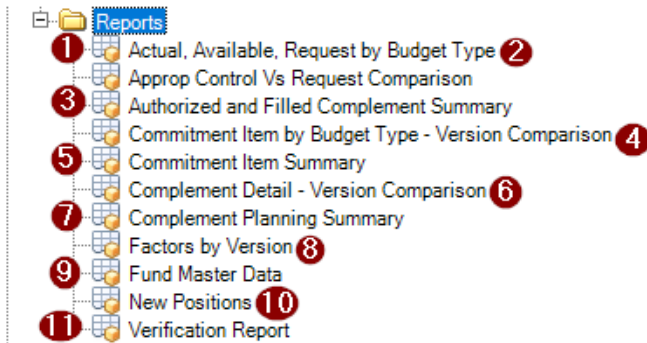 Reports
1 Actual, Available, Request by Budget Type 2
Approp Control Vs Request Comparison
3 Authorized and Filled Complement Summary
Commitment Item by Budget Type - Version Comparison 4
5 Commitment Item Summary
Complement Detail - Version Comparison 6
7 Complement Planning Summary
Factors by Version 8
9 Fund Master Data
New Positions 10
11 Verification Report